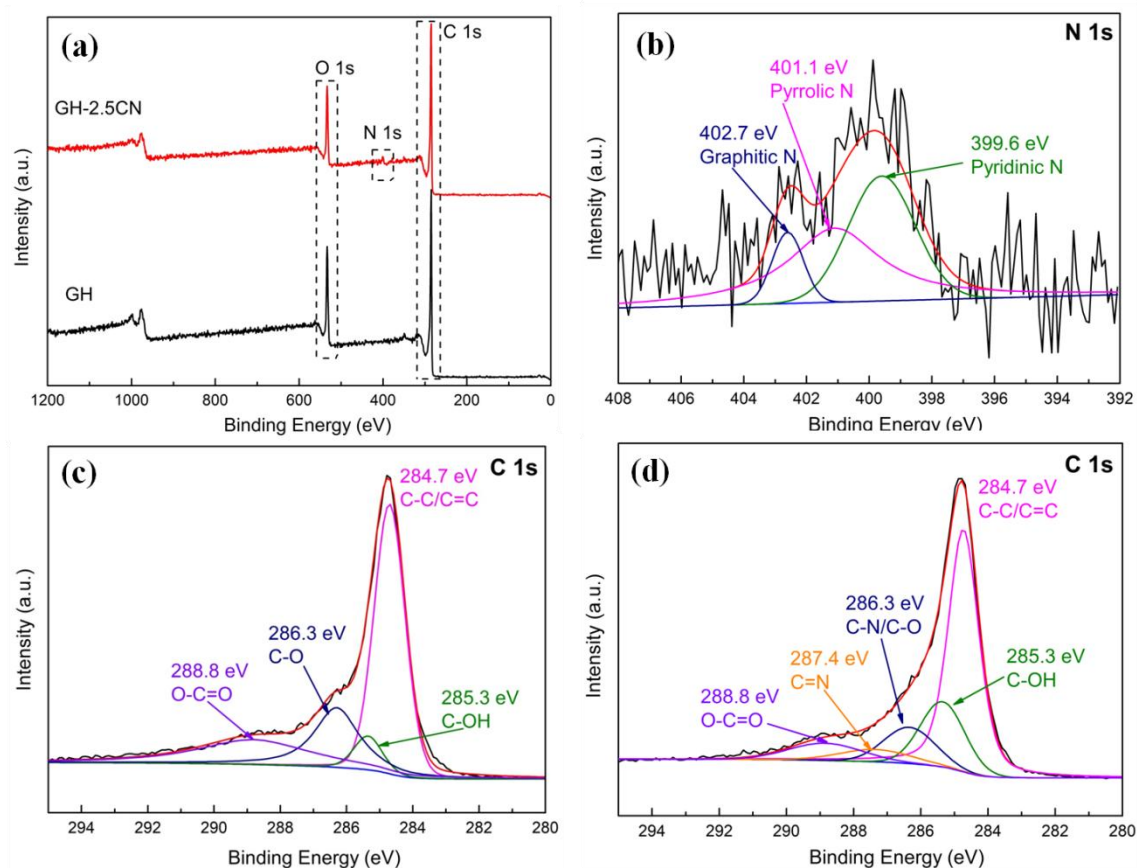 (a)
C 1s
O 1s
GH-2.5CN
N 1s
GH
Intensity (a.u.)
1200 1000 800 600 400 200 0
Binding Energy (eV)
(b)
N 1s
401.1 eV
Pyrrolic N
402.7 eV
Graphitic N
399.6 eV
Pyridinic N
Intensity (a.u.)
408 406 404 402 400 398 396 394 392
Binding Energy (eV)
(c)
C 1s
284.7 eV
C-C/C=C
286.3 eV
C-O
288.8 eV
O-C=O
285.3 eV
C-OH
Intensity (a.u.)
294 292 290 288 286 284 282 280
Binding Energy (eV)
(d)
C 1s
284.7 eV
C-C/C=C
286.3 eV
C-N/C-O
287.4 eV
C=N
288.8 eV
O-C=O
285.3 eV
C-OH
Intensity (a.u.)
294 292 290 288 286 284 282 280
Binding Energy (eV)